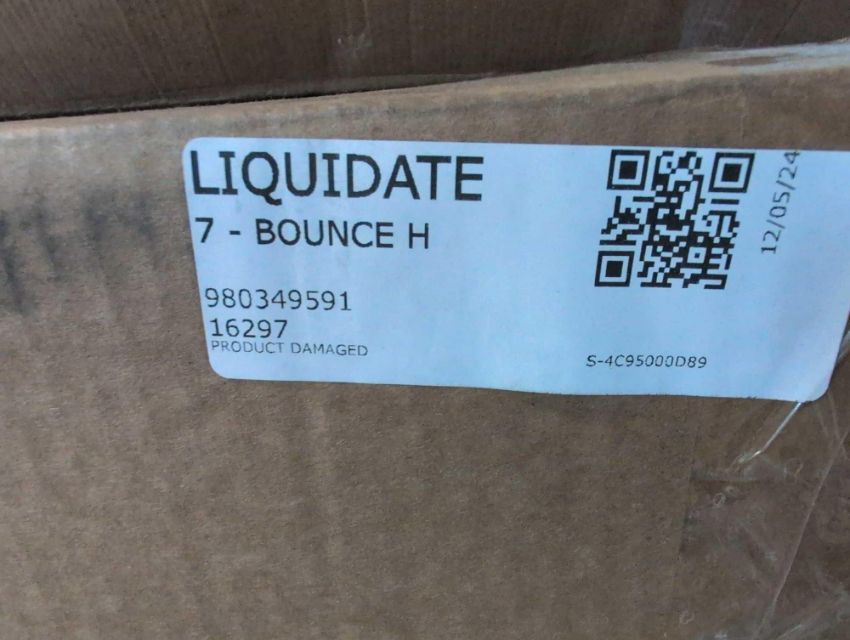 LIQUIDATE
7 - BOUNCE H
980349591
16297
PRODUCT DAMAGED
12/05/24
S-4C95000D89